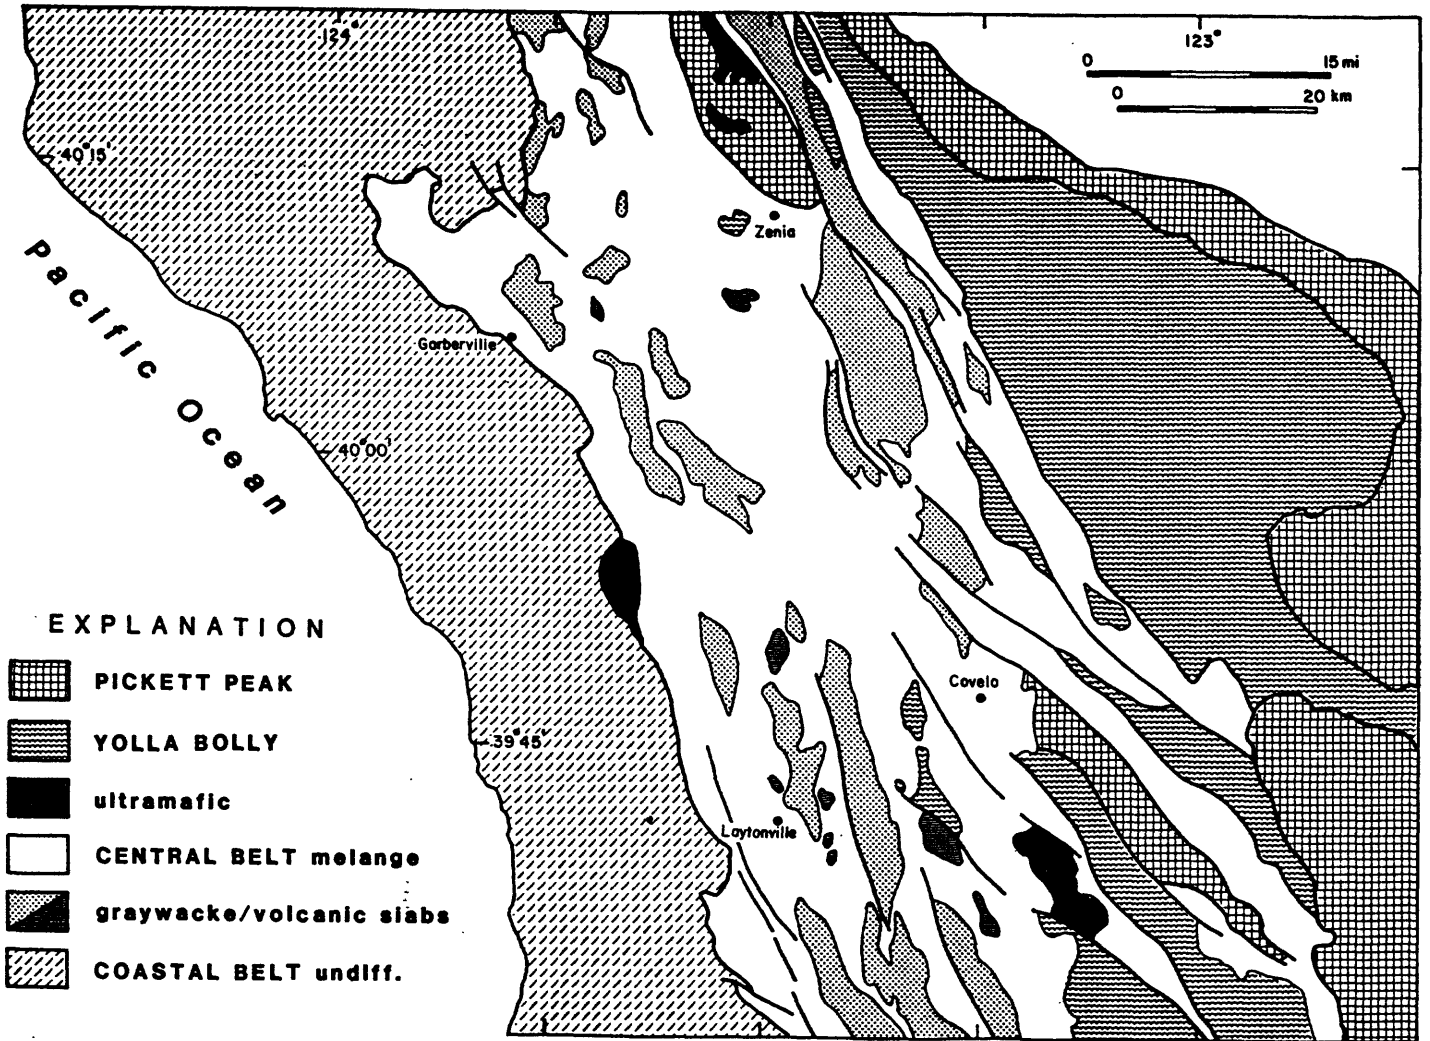 124°
123°
0 15 mi
0 20 km
40°15'
Zenia
Pacific Ocean
Garberville
40°00'
EXPLANATION
PICKETT PEAK
Covelo
YOLLA BOLLY
39°45'
ultramafic
Laytonville
CENTRAL BELT melange
graywacke/volcanic slabs
COASTAL BELT undiff.